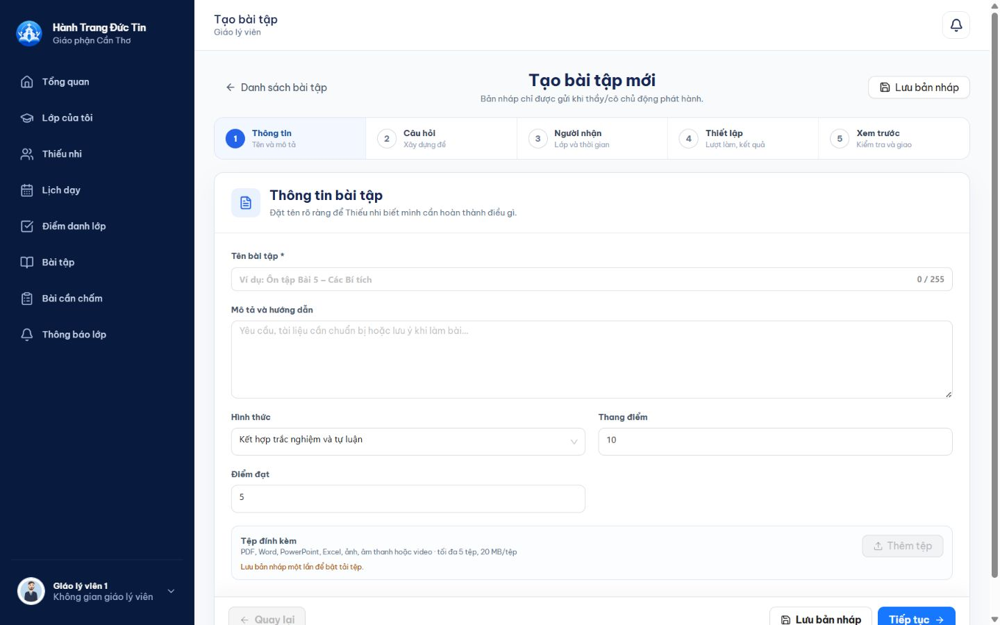 Hành Trang Đức Tin
Giáo phận Cần Thơ
Tổng quan
Lớp của tôi
Thiếu nhi
Lịch dạy
Điểm danh lớp
Bài tập
Bài cần chấm
Thông báo lớp
Giáo lý viên 1
Không gian giáo lý viên
Tạo bài tập
Giáo lý viên
Danh sách bài tập
Tạo bài tập mới
Bản nháp chỉ được gửi khi thầy/cô chủ động phát hành.
Lưu bản nháp
1
Thông tin
Tên và mô tả
2
Câu hỏi
Xây dựng đề
3
Người nhận
Lớp và thời gian
4
Thiết lập
Lượt làm, kết quả
5
Xem trước
Kiểm tra và giao
Thông tin bài tập
Đặt tên rõ ràng để Thiếu nhi biết mình cần hoàn thành điều gì.
Tên bài tập *
Ví dụ: Ôn tập Bài 5 – Các Bí tích
0 / 255
Mô tả và hướng dẫn
Yêu cầu, tài liệu cần chuẩn bị hoặc lưu ý khi làm bài...
Hình thức
Kết hợp trắc nghiệm và tự luận
Thang điểm
10
Điểm đạt
5
Tệp đính kèm
PDF, Word, PowerPoint, Excel, ảnh, âm thanh hoặc video · tối đa 5 tệp, 20 MB/tệp
Lưu bản nháp một lần để bật tải tệp.
Thêm tệp
Quay lại
Lưu bản nháp
Tiếp tục